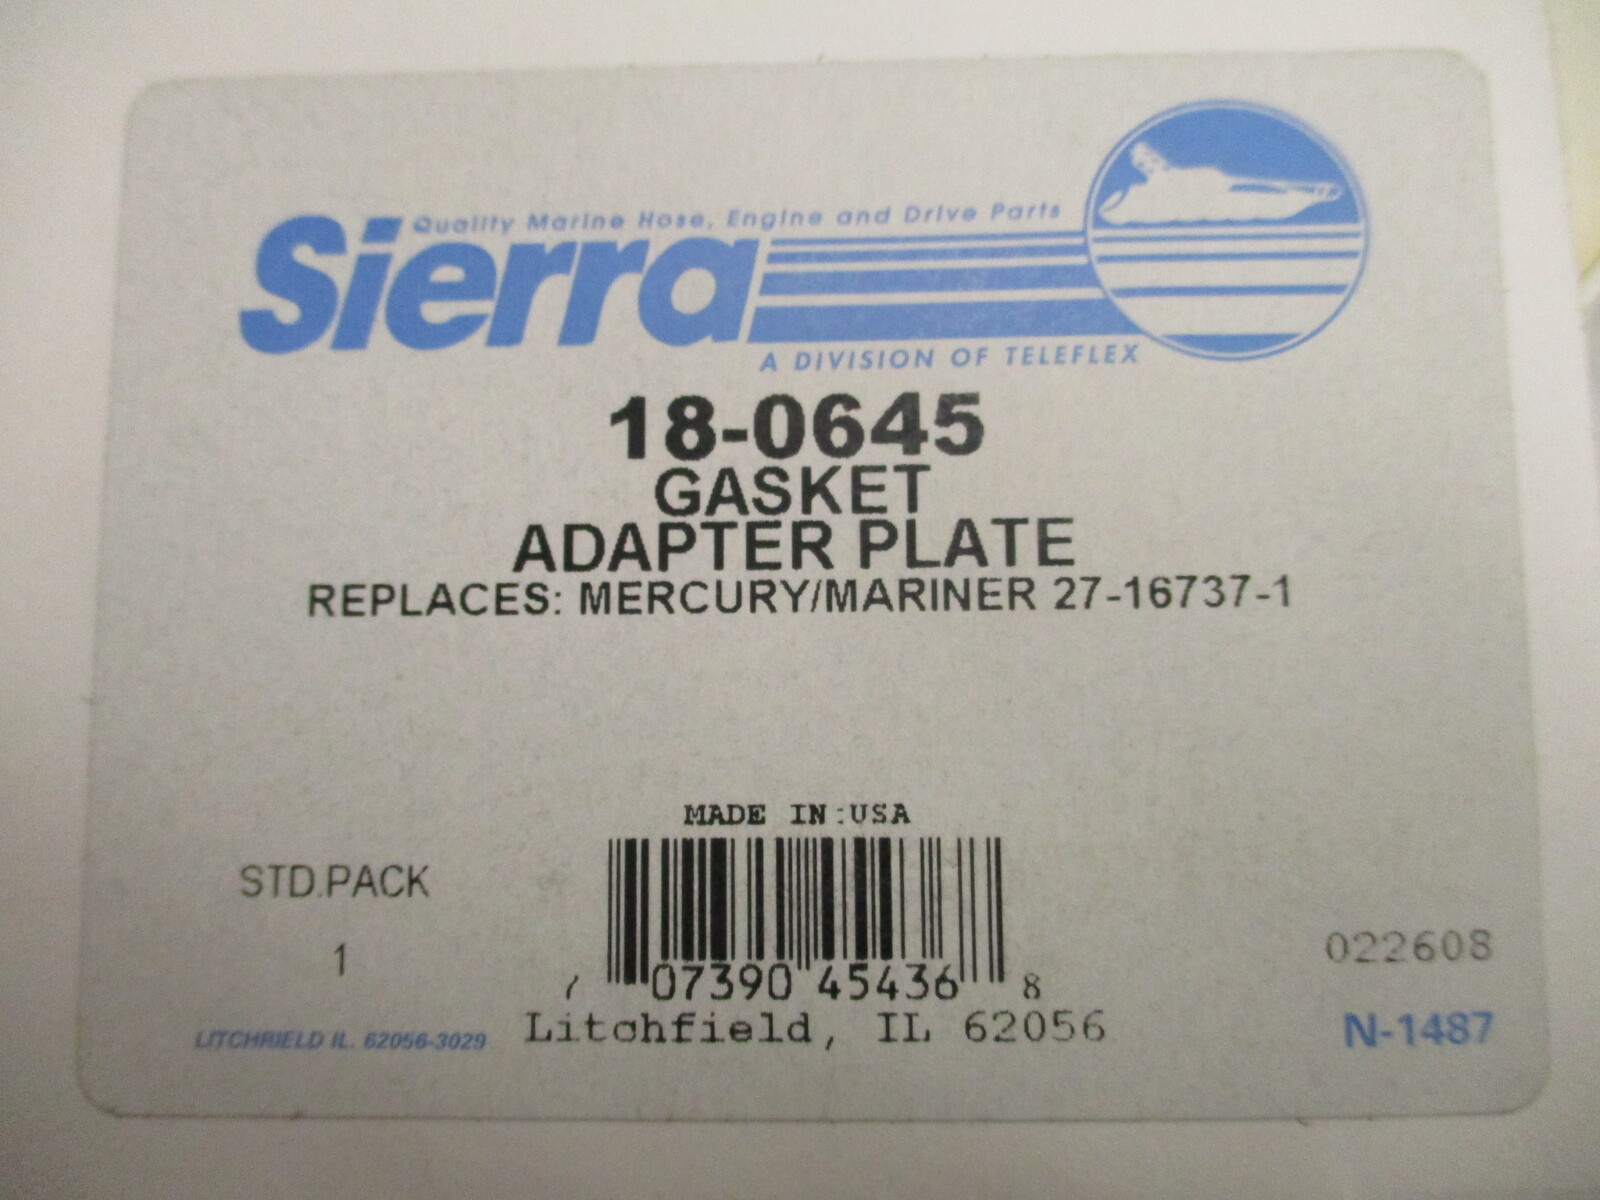 Quality Marine Hose, Engine and Drive Parts
Sierra
A DIVISION OF TELEFLEX
18-0645
GASKET
ADAPTER PLATE
REPLACES: MERCURY/MARINER 27-16737-1
MADE IN:USA
STD.PACK
1
7 07390 45436 8
022608
LITCHFIELD IL. 62056-3029
Litchfield, IL 62056
N-1487